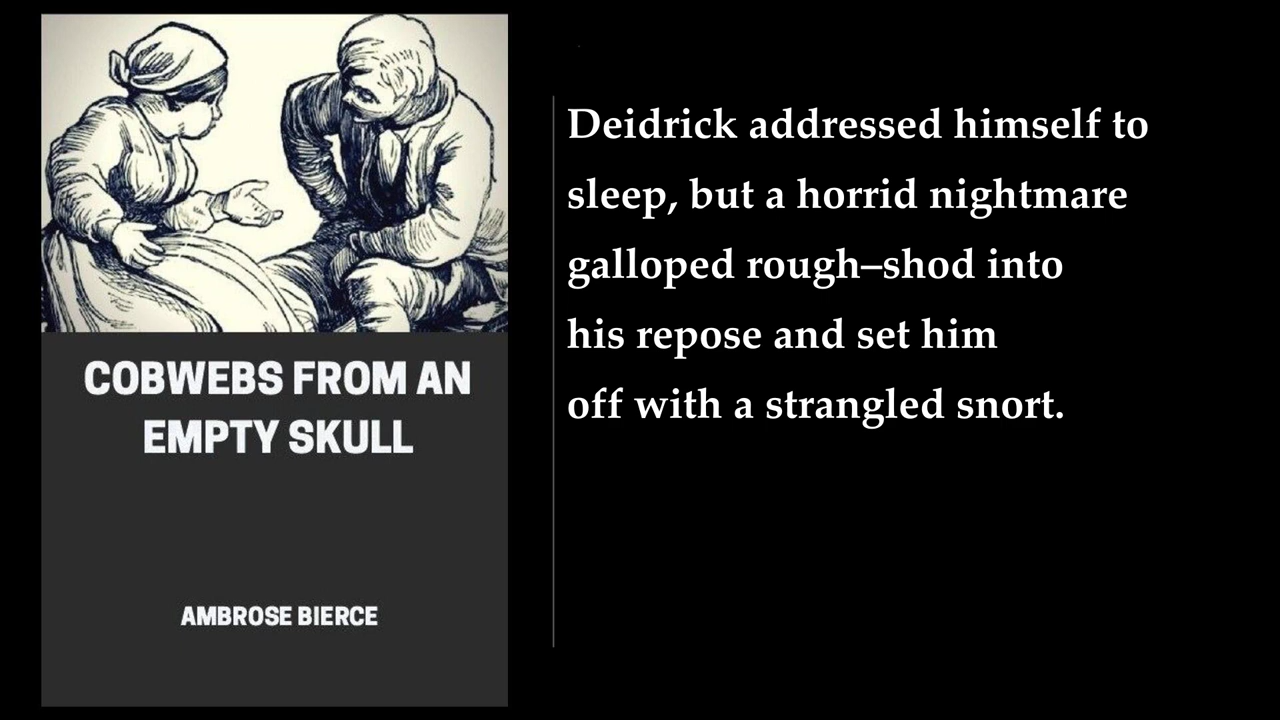 COBWEBS FROM AN
EMPTY SKULL
AMBROSE BIERCE
Deidrick addressed himself to
sleep, but a horrid nightmare
galloped rough–shod into
his repose and set him
off with a strangled snort.